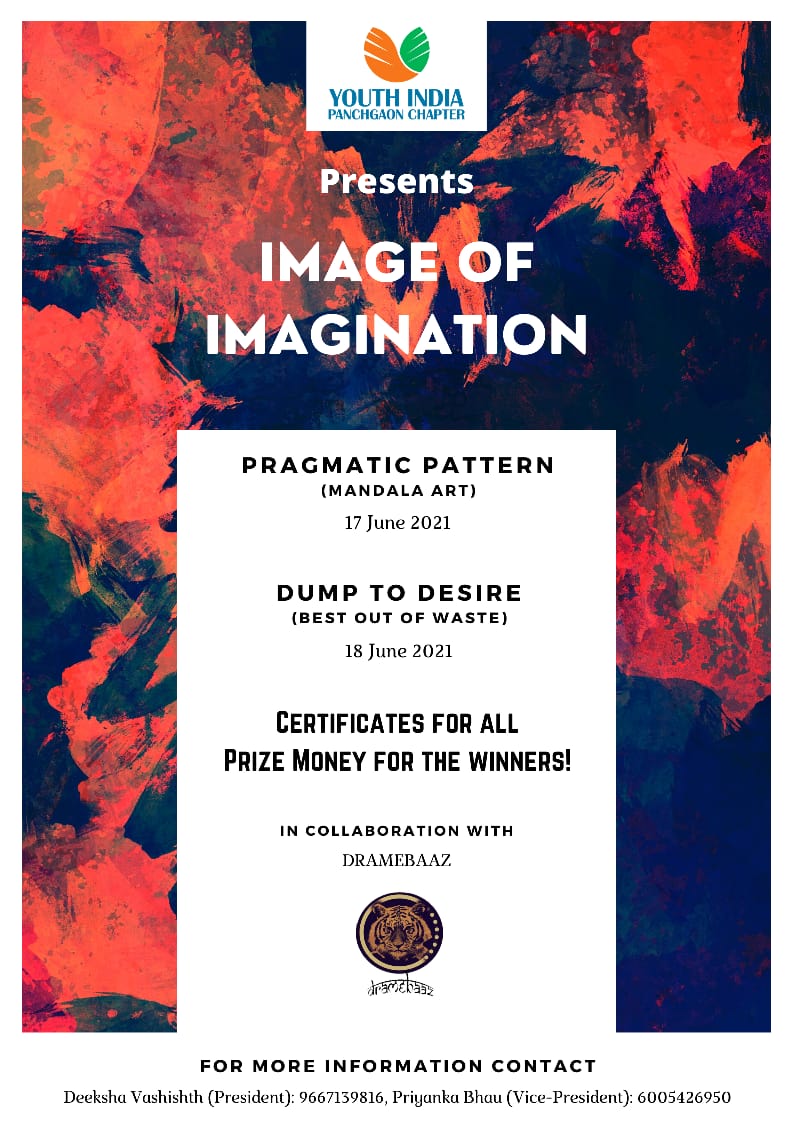 YOUTH INDIA
PANCHGAON CHAPTER
Presents
IMAGE OF
IMAGINATION
PRAGMATIC PATTERN
(MANDALA ART)
17 June 2021
DUMP TO DESIRE
(BEST OUT OF WASTE)
18 June 2021
CERTIFICATES FOR ALL
PRIZE MONEY FOR THE WINNERS!
IN COLLABORATION WITH
DRAMEBAAZ
dramebaaz
FOR MORE INFORMATION CONTACT
Deeksha Vashishth (President): 9667139816, Priyanka Bhau (Vice-President): 6005426950